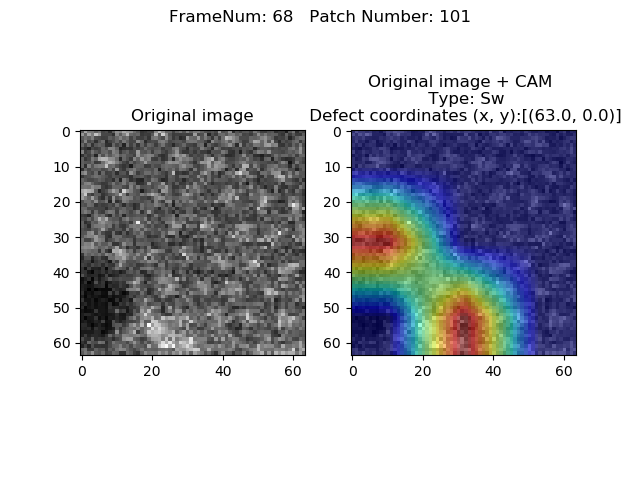 FrameNum: 68   Patch Number: 101
Original image
0
10
20
30
40
50
60
0 20 40 60
Original image + CAM
Type: Sw
Defect coordinates (x, y):[(63.0, 0.0)]
0
10
20
30
40
50
60
0 20 40 60